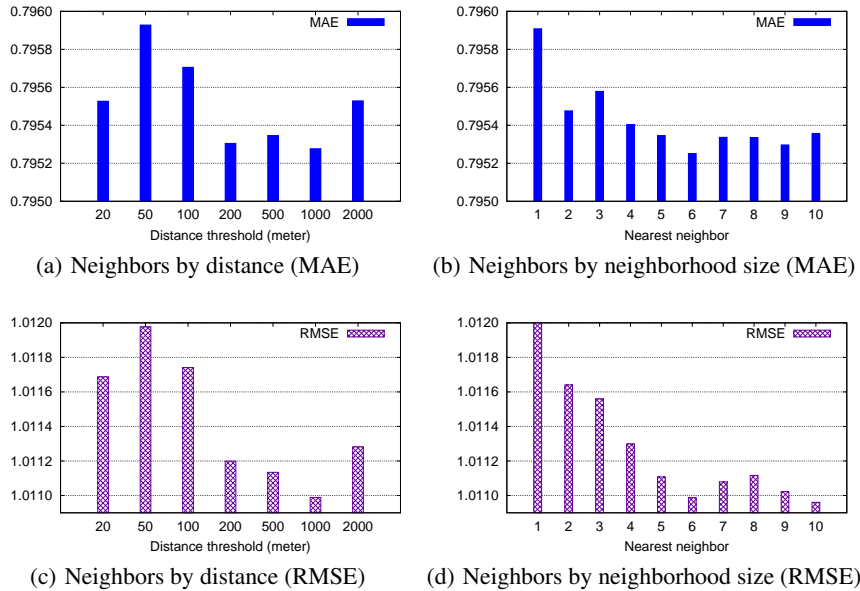 0.7960
0.7958
0.7956
0.7954
0.7952
0.7950
MAE
20 50 100 200 500 1000 2000
Distance threshold (meter)
(a) Neighbors by distance (MAE)
0.7960
0.7958
0.7956
0.7954
0.7952
0.7950
MAE
1 2 3 4 5 6 7 8 9 10
Nearest neighbor
(b) Neighbors by neighborhood size (MAE)
1.0120
1.0118
1.0116
1.0114
1.0112
1.0110
RMSE
20 50 100 200 500 1000 2000
Distance threshold (meter)
(c) Neighbors by distance (RMSE)
1.0120
1.0118
1.0116
1.0114
1.0112
1.0110
RMSE
1 2 3 4 5 6 7 8 9 10
Nearest neighbor
(d) Neighbors by neighborhood size (RMSE)